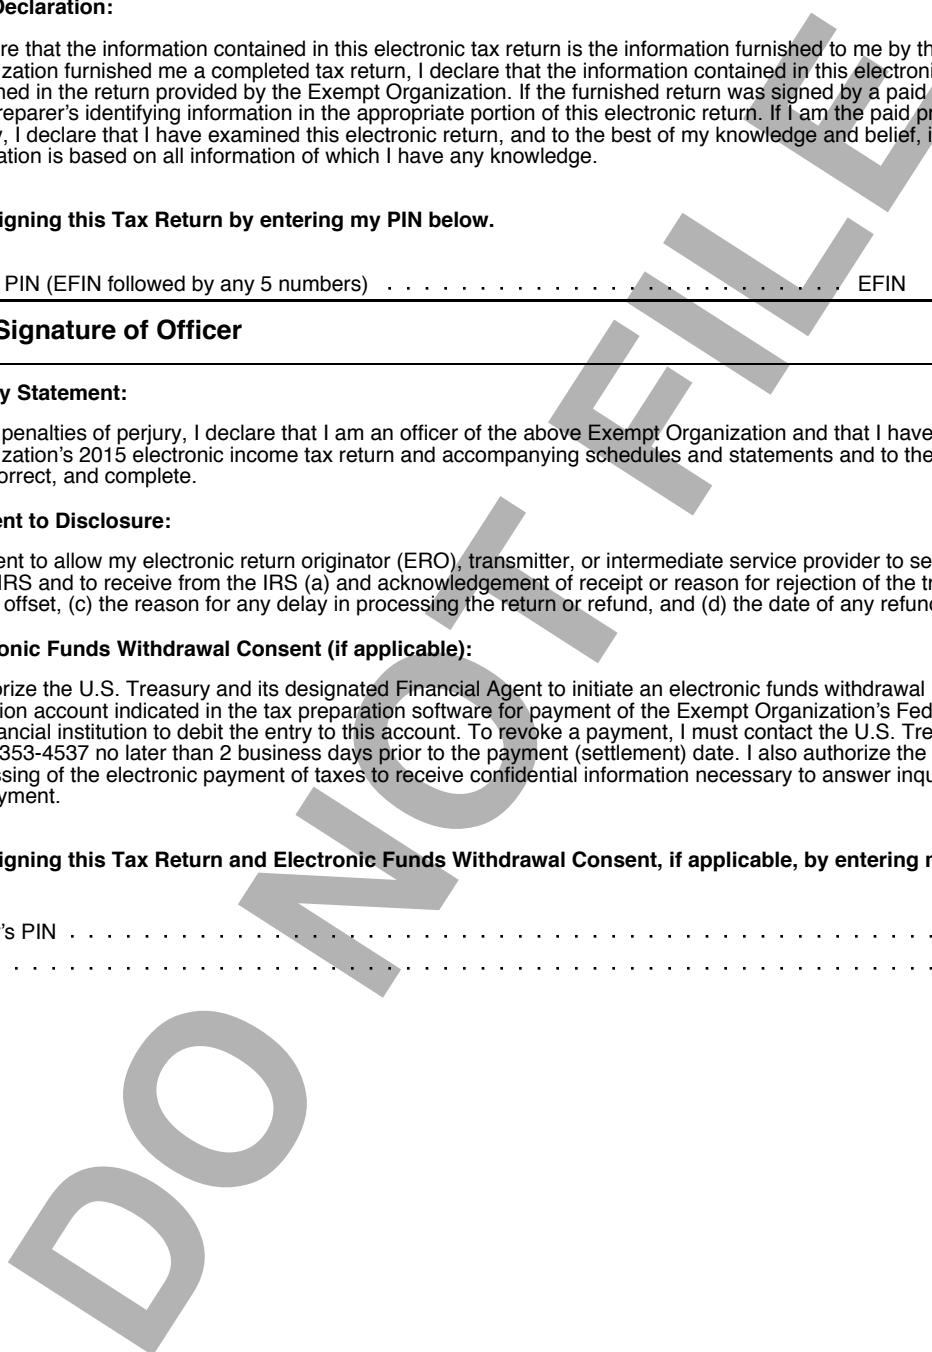 Declaration:
re that the information contained in this electronic tax return is the information furnished to me by th
zation furnished me a completed tax return, I declare that the information contained in this electroni
ned in the return provided by the Exempt Organization. If the furnished return was signed by a paid
reparer's identifying information in the appropriate portion of this electronic return. If I am the paid pr
, I declare that I have examined this electronic return, and to the best of my knowledge and belief, i
ation is based on all information of which I have any knowledge.
igning this Tax Return by entering my PIN below.
PIN (EFIN followed by any 5 numbers) . . . . . . . . . . . . . . . . . . . . . . . . . EFIN
Signature of Officer
y Statement:
penalties of perjury, I declare that I am an officer of the above Exempt Organization and that I have
zation's 2015 electronic income tax return and accompanying schedules and statements and to the
orrect, and complete.
ent to Disclosure:
ent to allow my electronic return originator (ERO), transmitter, or intermediate service provider to se
IRS and to receive from the IRS (a) and acknowledgement of receipt or reason for rejection of the tr
offset, (c) the reason for any delay in processing the return or refund, and (d) the date of any refund
onic Funds Withdrawal Consent (if applicable):
orize the U.S. Treasury and its designated Financial Agent to initiate an electronic funds withdrawal
ion account indicated in the tax preparation software for payment of the Exempt Organization's Fed
ancial institution to debit the entry to this account. To revoke a payment, I must contact the U.S. Tre
353-4537 no later than 2 business days prior to the payment (settlement) date. I also authorize the
ssing of the electronic payment of taxes to receive confidential information necessary to answer inqu
yment.
igning this Tax Return and Electronic Funds Withdrawal Consent, if applicable, by entering m
's PIN . . . . . . . . . . . . . . . . . . . . . . . . . . . . . . . . . . . . . . . . . . . . . . .
. . . . . . . . . . . . . . . . . . . . . . . . . . . . . . . . . . . . . . . . . . . . . . . . . .
DO NOT FILE